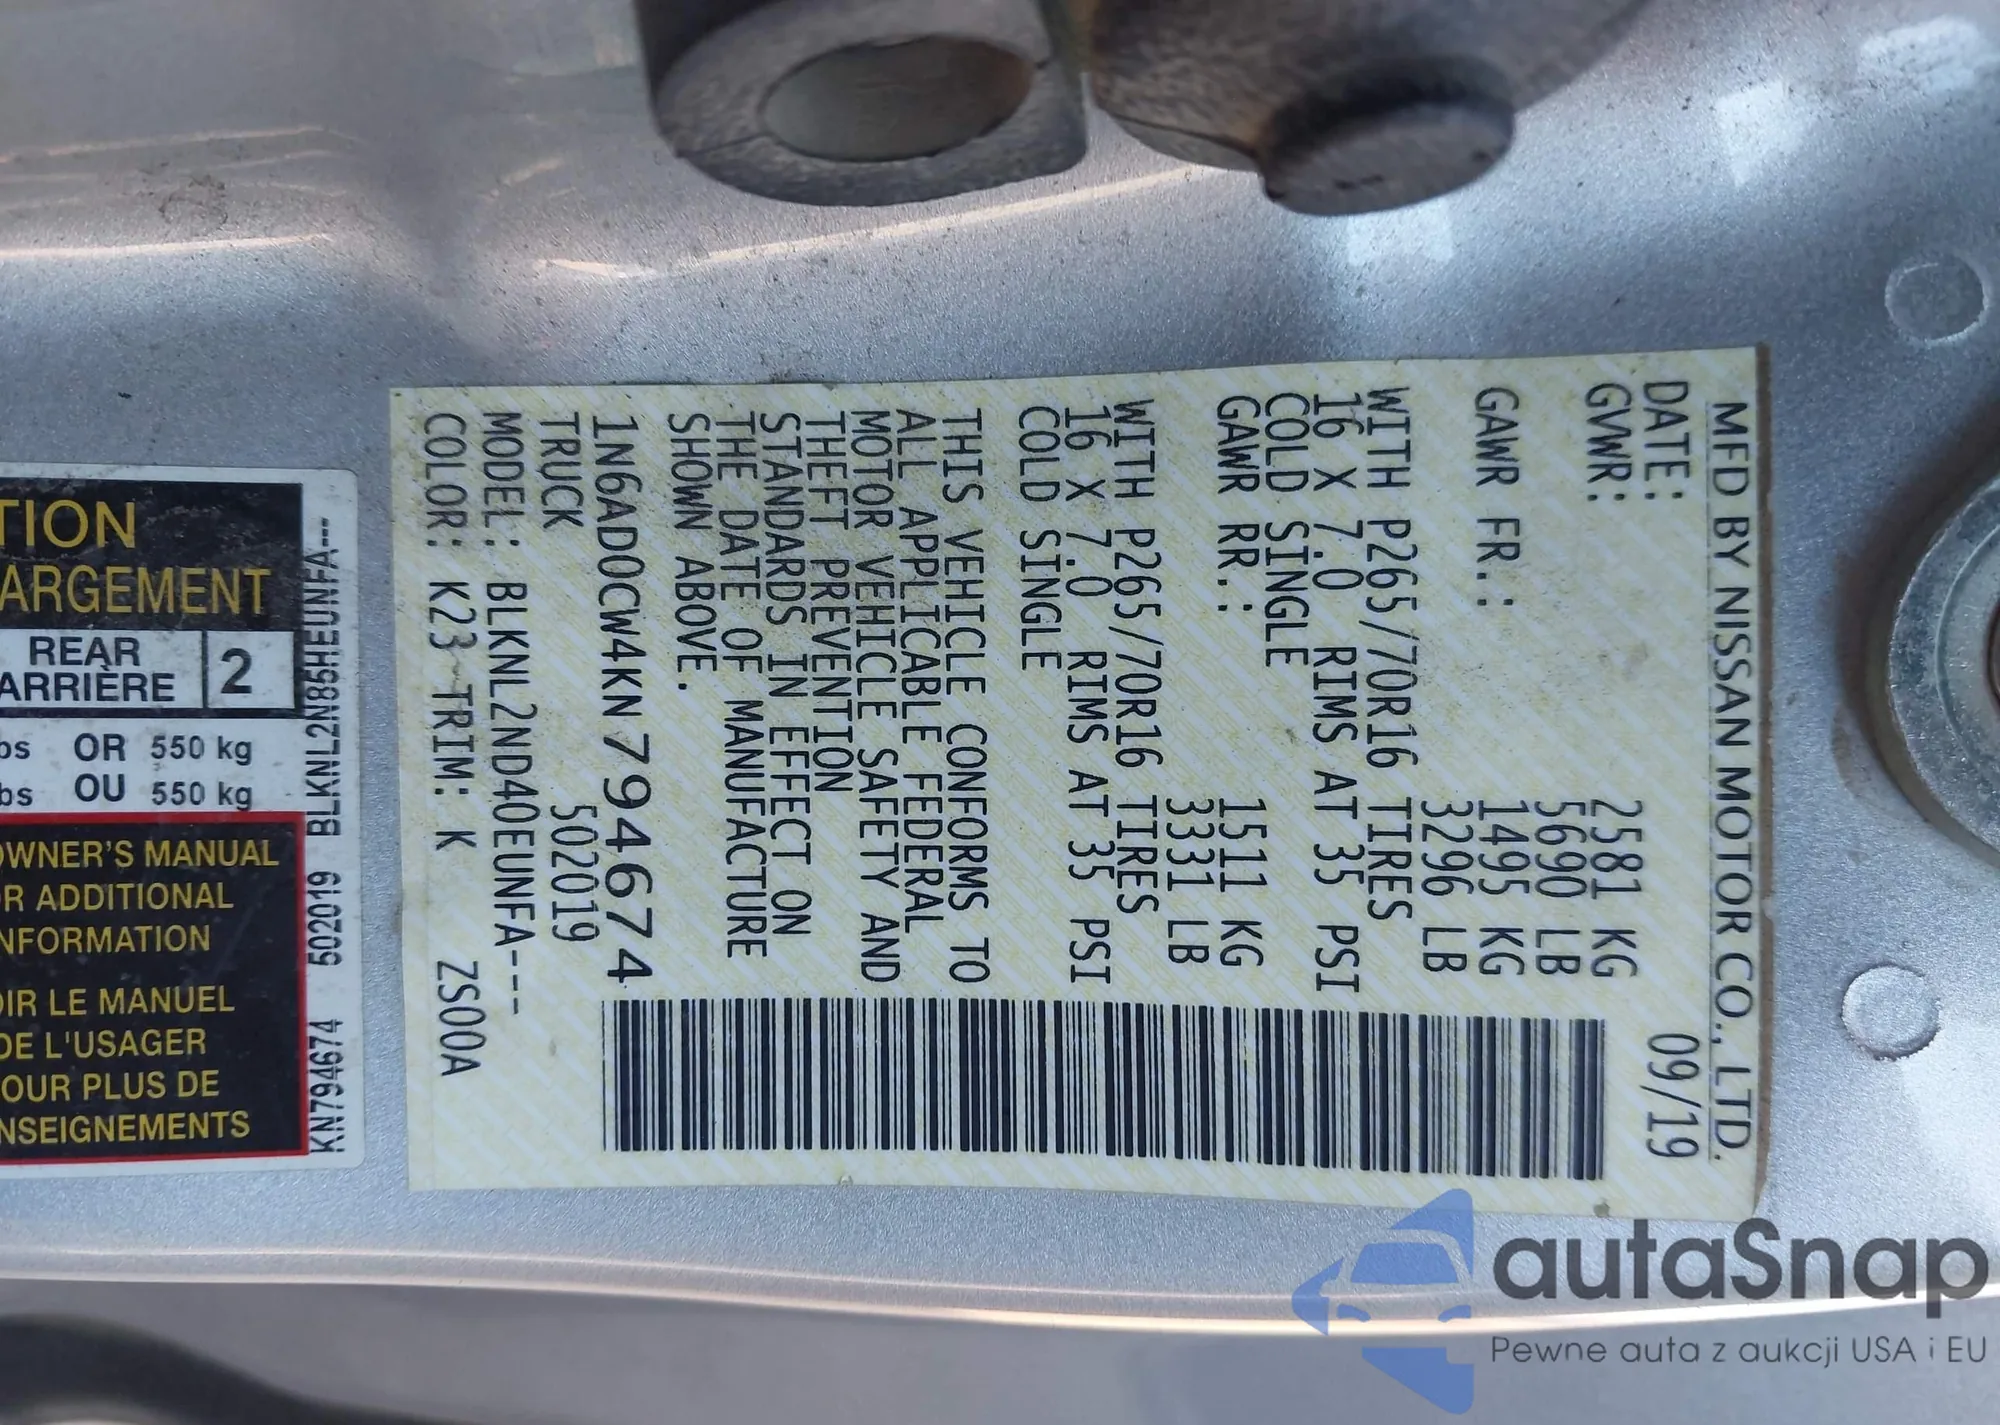 MFD BY NISSAN MOTOR CO., LTD.
DATE: 09/19
GVWR: 2581 KG
5690 LB
GAWR FR.: 1495 KG
3296 LB
WITH P265/70R16 TIRES
16 X 7.0 RIMS AT 35 PSI
COLD SINGLE
GAWR RR.: 1511 KG
3331 LB
WITH P265/70R16 TIRES
16 X 7.0 RIMS AT 35 PSI
COLD SINGLE
THIS VEHICLE CONFORMS TO
ALL APPLICABLE FEDERAL
MOTOR VEHICLE SAFETY AND
THEFT PREVENTION
STANDARDS IN EFFECT ON
THE DATE OF MANUFACTURE
SHOWN ABOVE.
1N6AD0CW4KN794674
TRUCK 502019
MODEL: BLKNL2ND40EUNFA---
COLOR: K23 TRIM: K ZS00A
TION
ARGEMENT
REAR
ARRIÈRE
2
bs OR 550 kg
bs OU 550 kg
OWNER'S MANUAL
OR ADDITIONAL
NFORMATION
OIR LE MANUEL
DE L'USAGER
OUR PLUS DE
NSEIGNEMENTS
KN794674 502019 BLKNL2N85HEUNFA---
autaSnap
Pewne auta z aukcji USA i EU